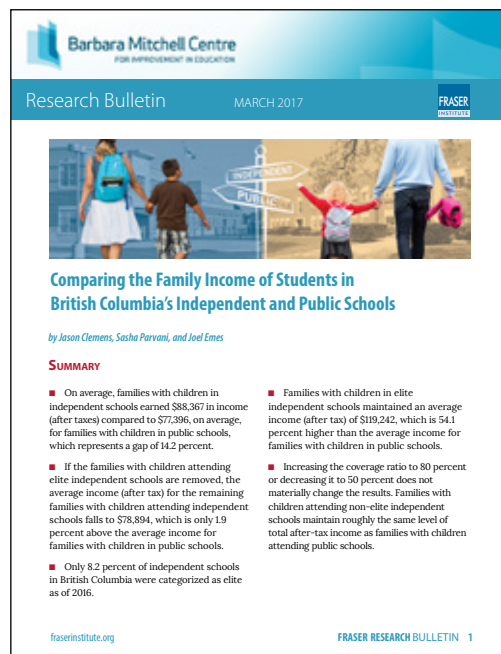 Barbara Mitchell Centre
FOR IMPROVEMENT IN EDUCATION
Research Bulletin
MARCH 2017
FRASER
INSTITUTE
INDEPENDENT
PUBLIC
Comparing the Family Income of Students in
British Columbia's Independent and Public Schools
by Jason Clemens, Sasha Parvani, and Joel Emes
SUMMARY
■ On average, families with children in
independent schools earned $88,367 in income
(after taxes) compared to $77,396, on average,
for families with children in public schools,
which represents a gap of 14.2 percent.
■ If the families with children attending
elite independent schools are removed, the
average income (after tax) for the remaining
families with children attending independent
schools falls to $78,894, which is only 1.9
percent above the average income for
families with children in public schools.
■ Only 8.2 percent of independent schools
in British Columbia were categorized as elite
as of 2016.
■ Families with children in elite
independent schools maintained an average
income (after tax) of $119,242, which is 54.1
percent higher than the average income for
families with children in public schools.
■ Increasing the coverage ratio to 80 percent
or decreasing it to 50 percent does not
materially change the results. Families with
children attending non-elite independent
schools maintain roughly the same level of
total after-tax income as families with children
attending public schools.
fraserinstitute.org
FRASER RESEARCH BULLETIN 1